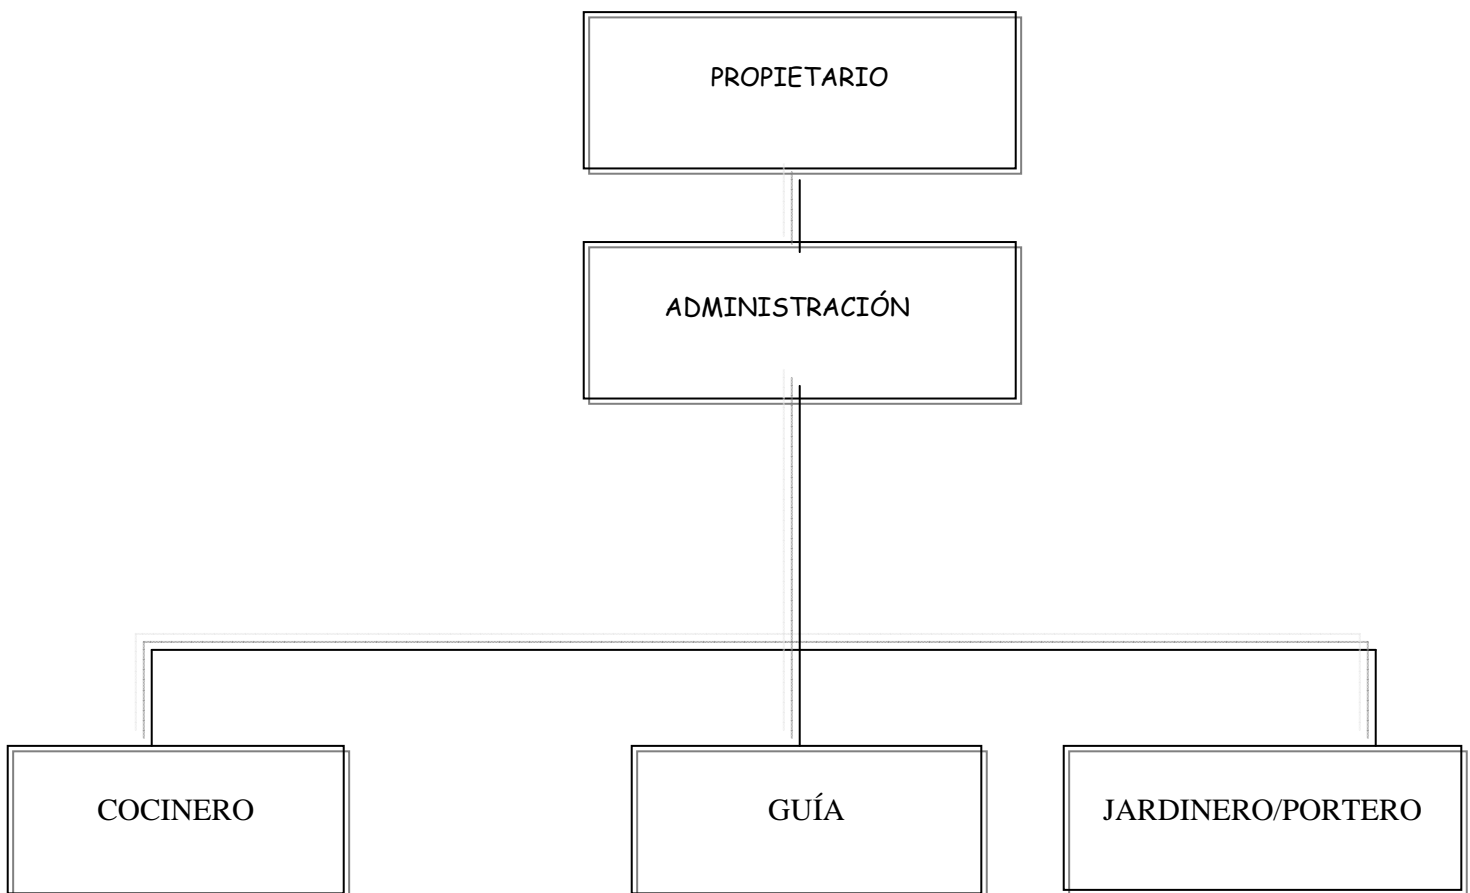 PROPIETARIO
ADMINISTRACIÓN
COCINERO
GUÍA
JARDINERO/PORTERO